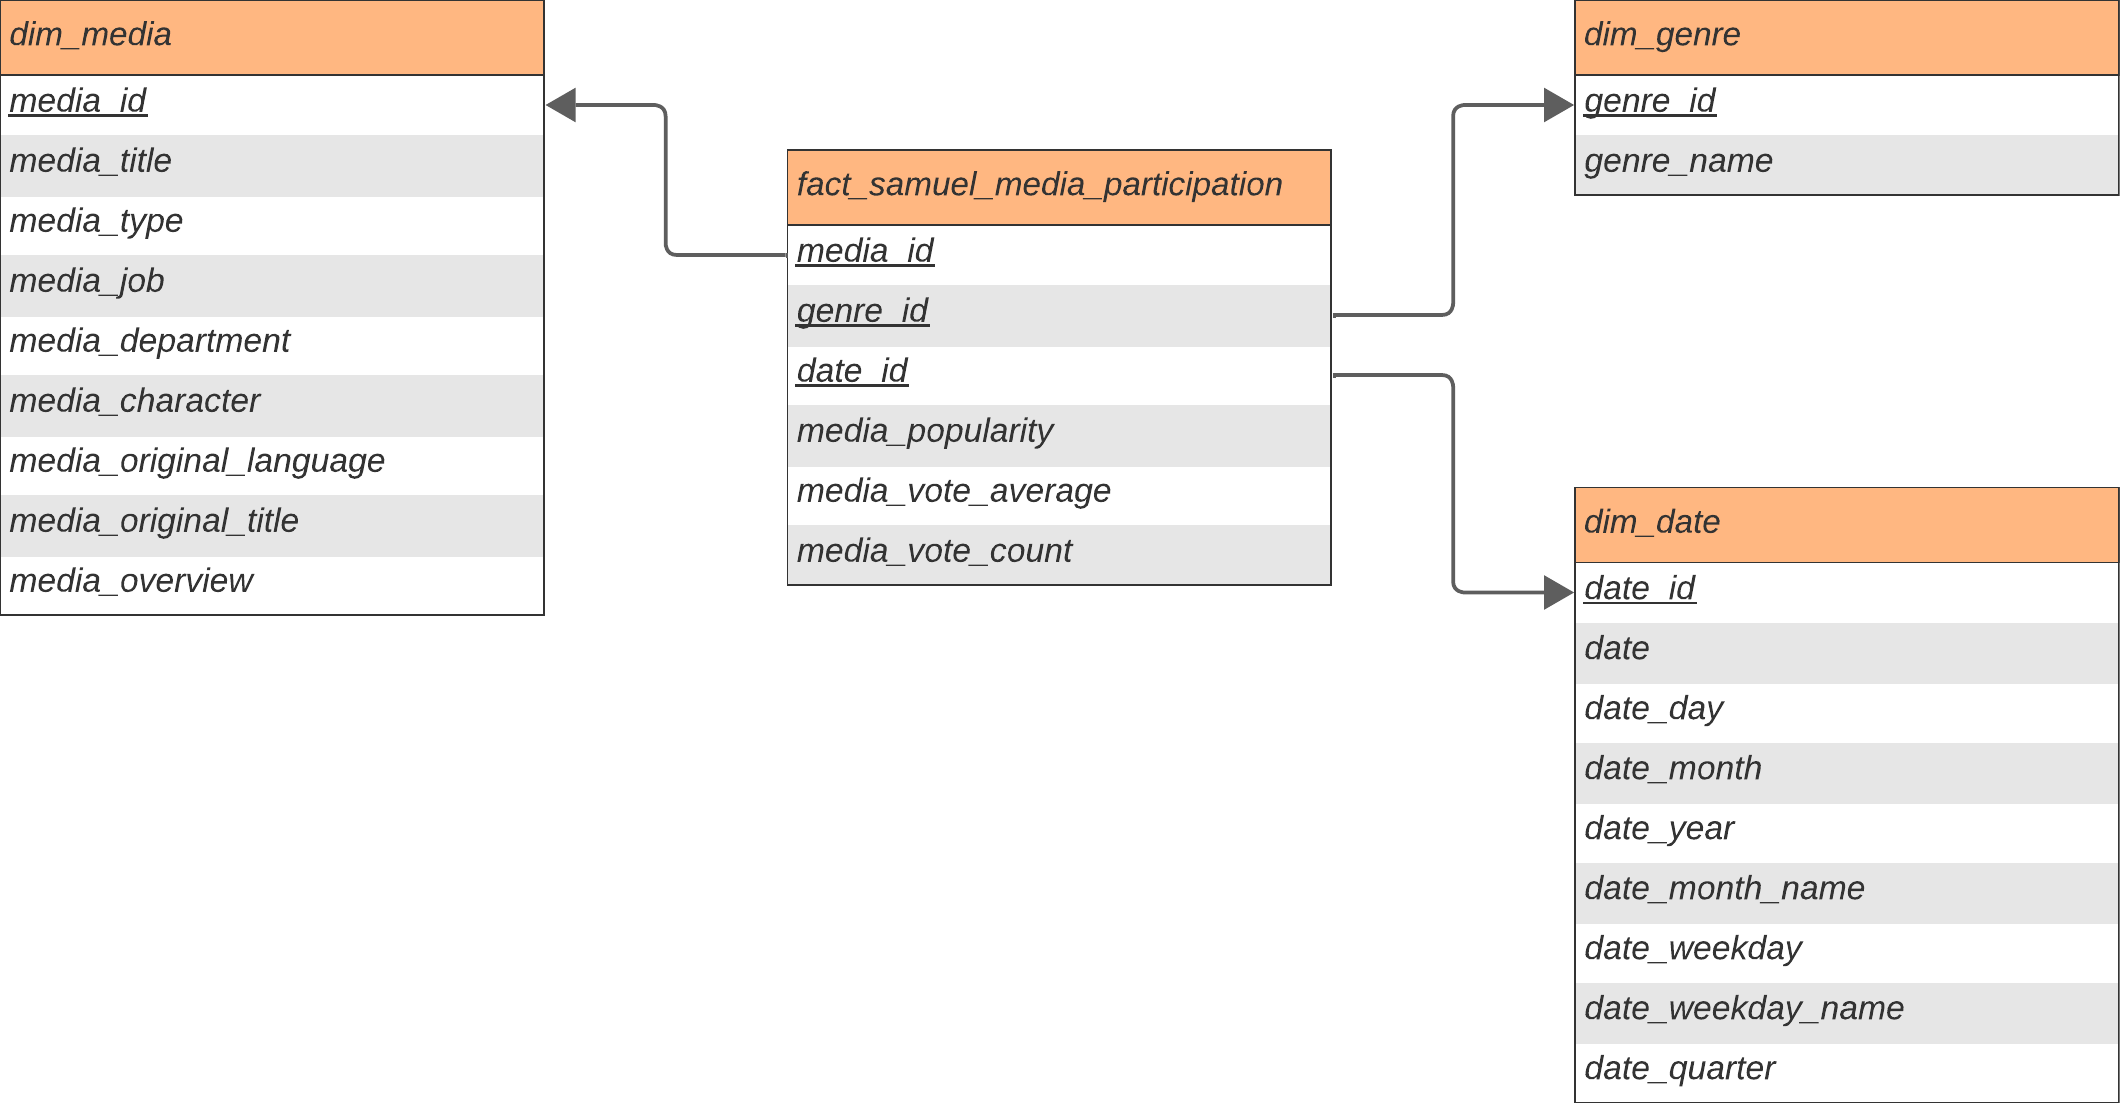 dim_media
media_id
media_title
media_type
media_job
media_department
media_character
media_original_language
media_original_title
media_overview
fact_samuel_media_participation
media_id
genre_id
date_id
media_popularity
media_vote_average
media_vote_count
dim_genre
genre_id
genre_name
dim_date
date_id
date
date_day
date_month
date_year
date_month_name
date_weekday
date_weekday_name
date_quarter